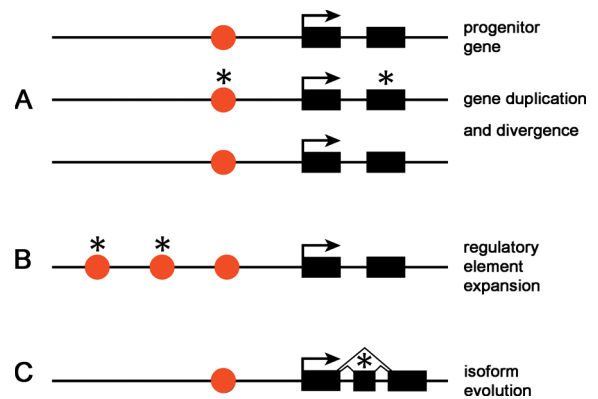 progenitor
gene
*
*
A
gene duplication
and divergence
*
*
B
regulatory
element
expansion
*
C
isoform
evolution